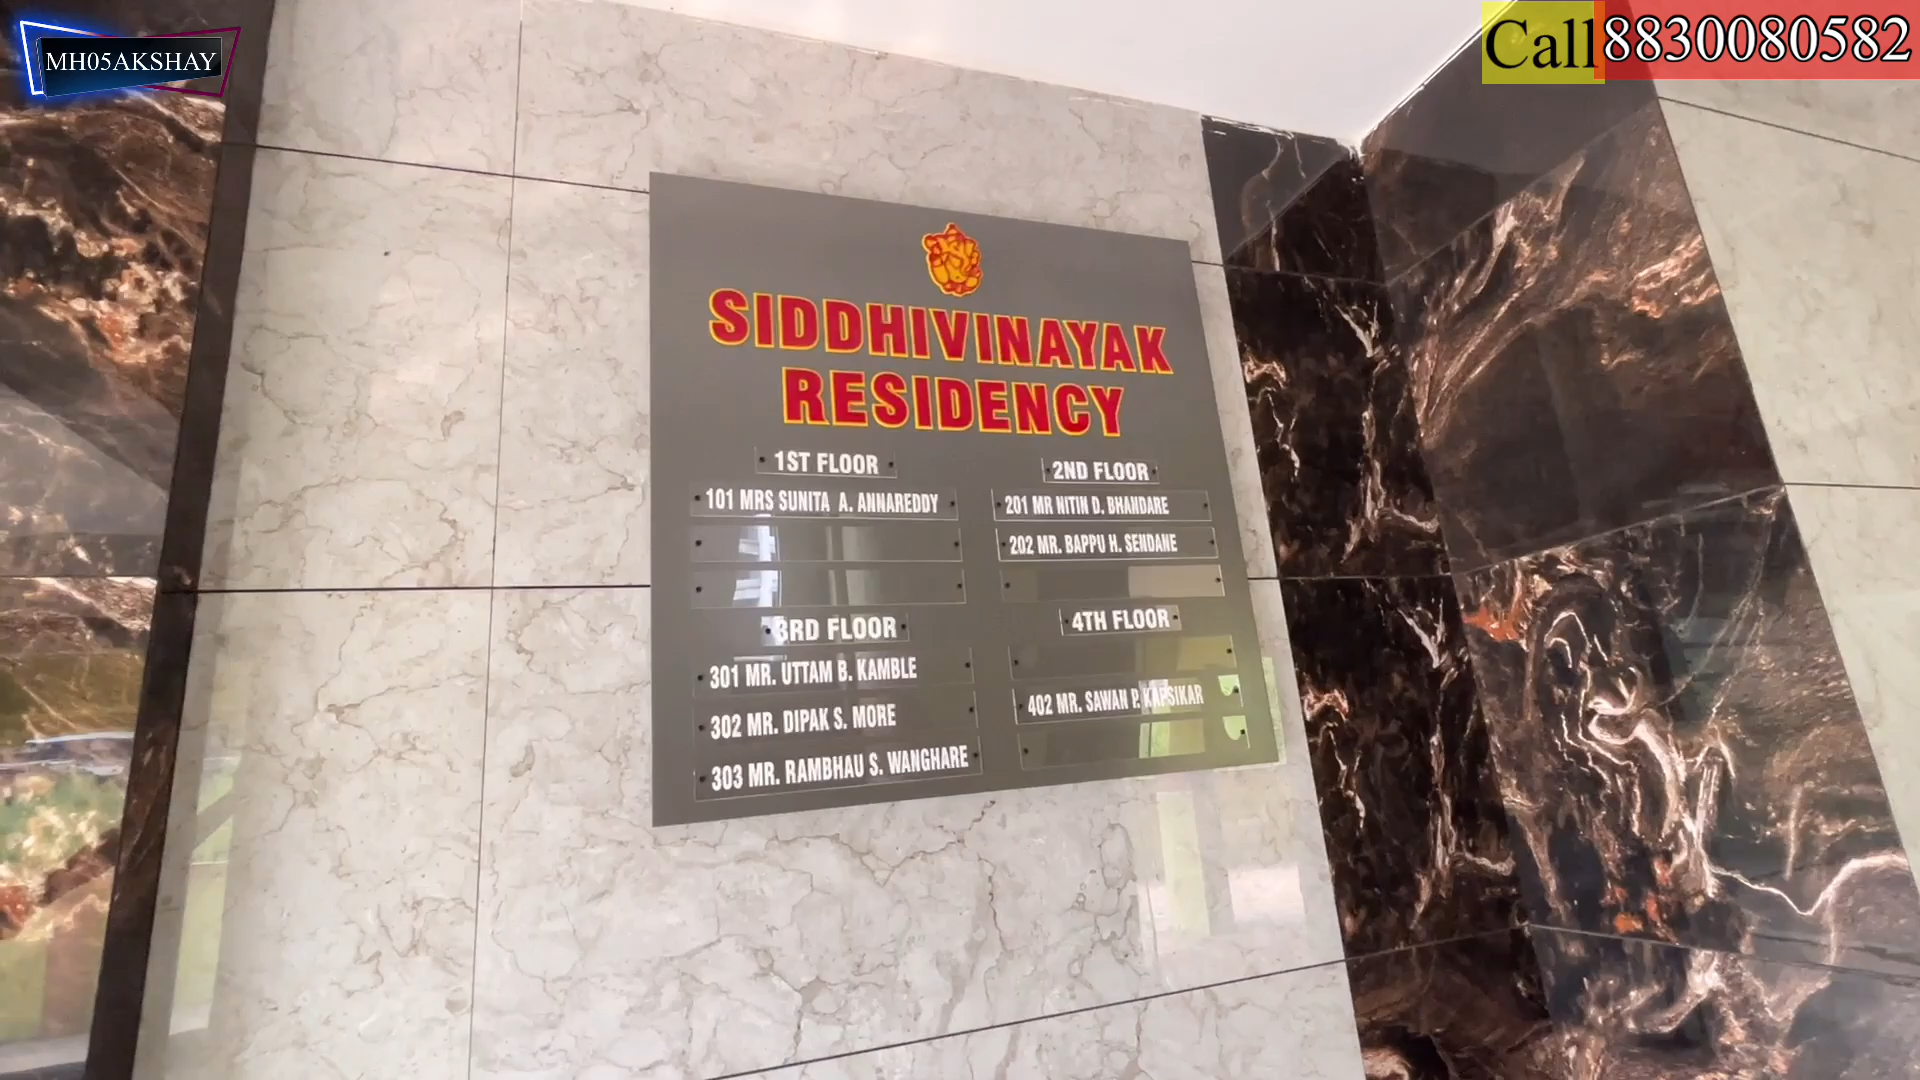 MH05AKSHAY
Call 8830080582
SIDDHIVINAYAK
RESIDENCY
1ST FLOOR
101 MRS SUNITA A. ANNAREDDY
2ND FLOOR
201 MR NITIN D. BHANDARE
202 MR. BAPPU H. SENDANE
3RD FLOOR
301 MR. UTTAM B. KAMBLE
302 MR. DIPAK S. MORE
303 MR. RAMBHAU S. WANGHARE
4TH FLOOR
402 MR. SAWAN P. KAPSIKAR